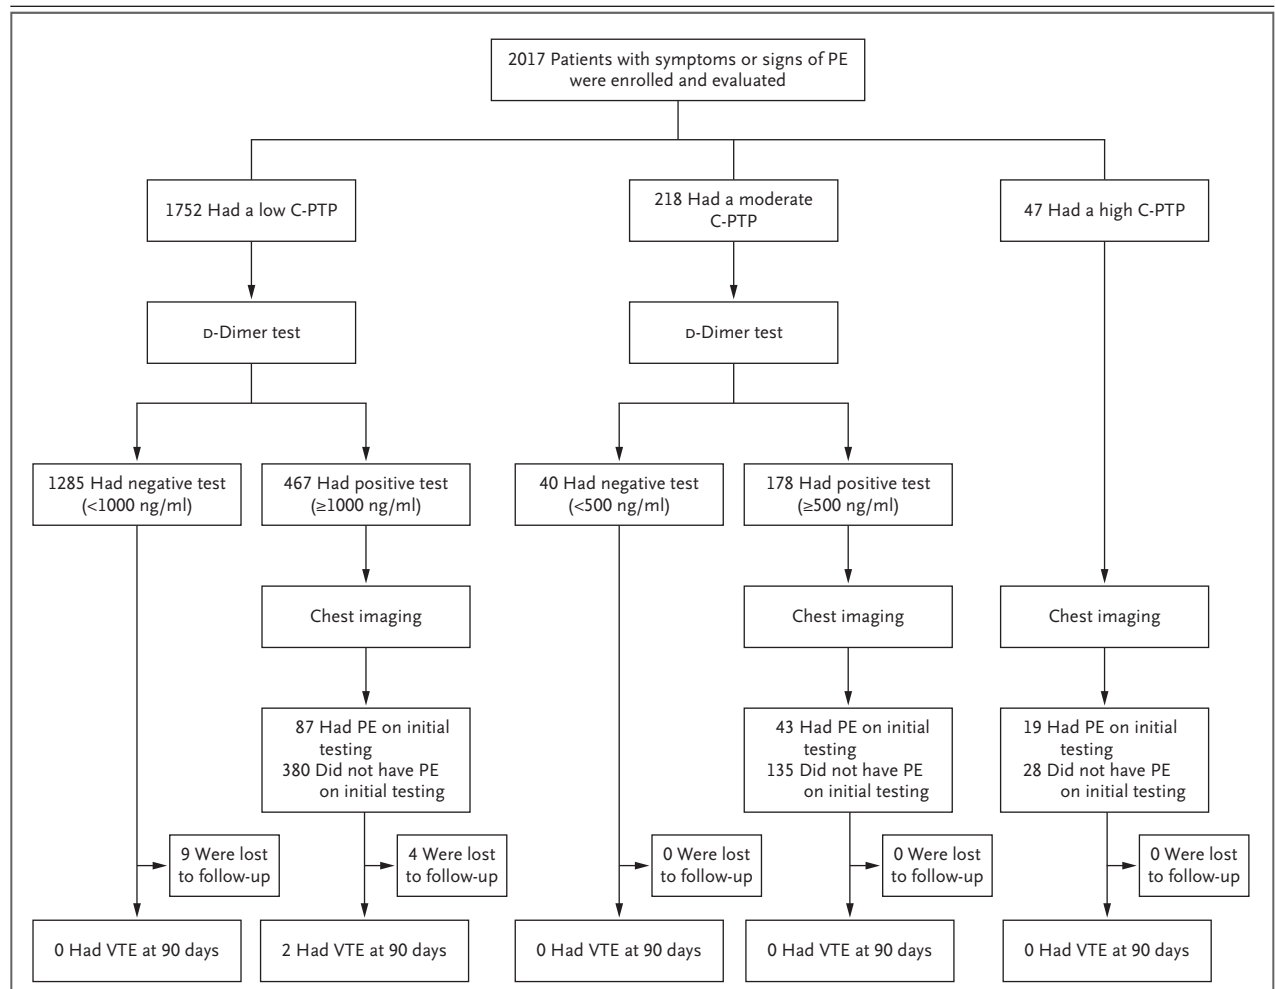 2017 Patients with symptoms or signs of PE
were enrolled and evaluated
1752 Had a low C-PTP
218 Had a moderate
C-PTP
47 Had a high C-PTP
D-Dimer test
D-Dimer test
1285 Had negative test
(<1000 ng/ml)
467 Had positive test
(≥1000 ng/ml)
40 Had negative test
(<500 ng/ml)
178 Had positive test
(≥500 ng/ml)
Chest imaging
Chest imaging
Chest imaging
87 Had PE on initial
testing
380 Did not have PE
on initial testing
43 Had PE on initial
testing
135 Did not have PE
on initial testing
19 Had PE on initial
testing
28 Did not have PE
on initial testing
9 Were lost
to follow-up
4 Were lost
to follow-up
0 Were lost
to follow-up
0 Were lost
to follow-up
0 Were lost
to follow-up
0 Had VTE at 90 days
2 Had VTE at 90 days
0 Had VTE at 90 days
0 Had VTE at 90 days
0 Had VTE at 90 days